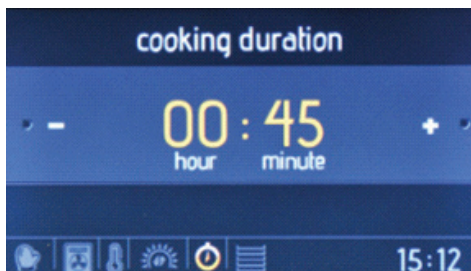 cooking duration
- 00 : 45 +
hour minute
15:12